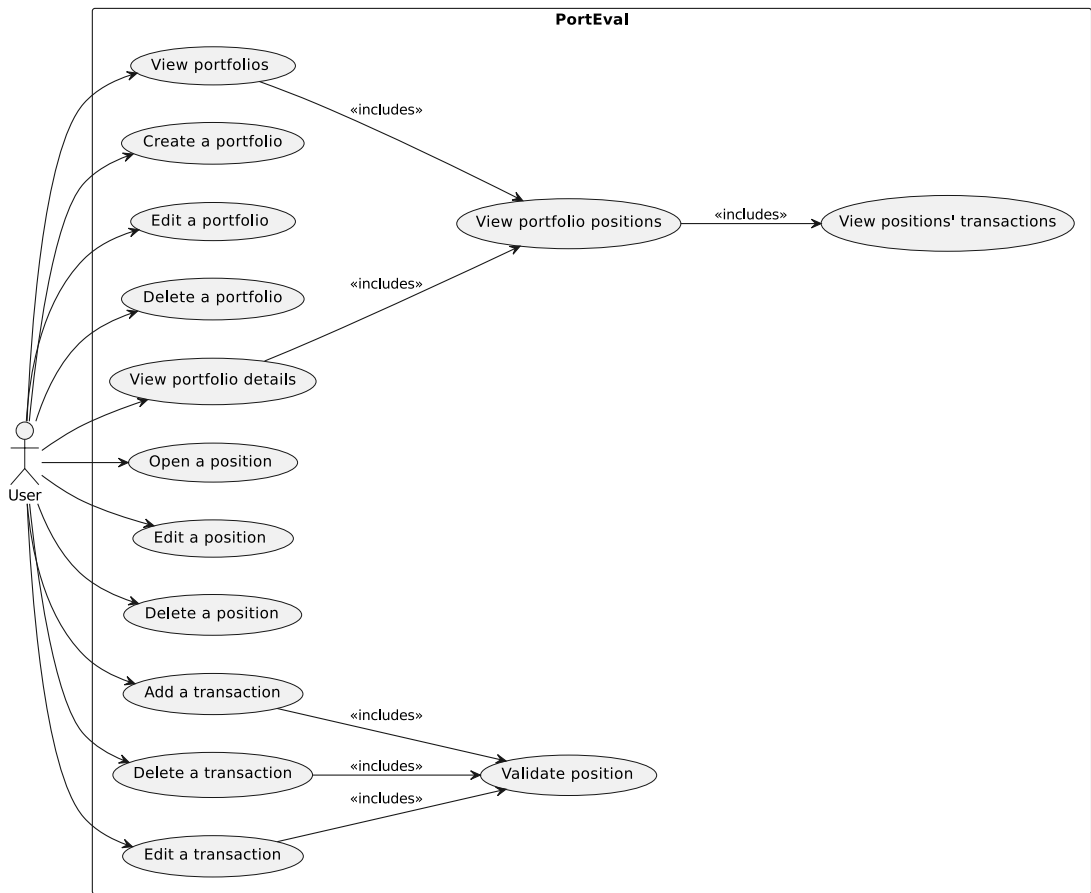 PortEval
View portfolios
«includes»
Create a portfolio
Edit a portfolio
View portfolio positions
«includes»
View positions' transactions
Delete a portfolio
«includes»
View portfolio details
Open a position
User
Edit a position
Delete a position
Add a transaction
«includes»
Delete a transaction
«includes»
Validate position
«includes»
Edit a transaction